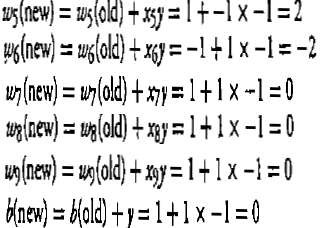 w5(new) = w5(old) + x5y = 1 + −1 × −1 = 2
w6(new) = w6(old) + x6y = −1 + 1 × −1 = −2
w7(new) = w7(old) + x7y = 1 + 1 × −1 = 0
w8(new) = w8(old) + x8y = 1 + 1 × −1 = 0
w9(new) = w9(old) + x9y = 1 + 1 × −1 = 0
b(new) = b(old) + y = 1 + 1 × −1 = 0